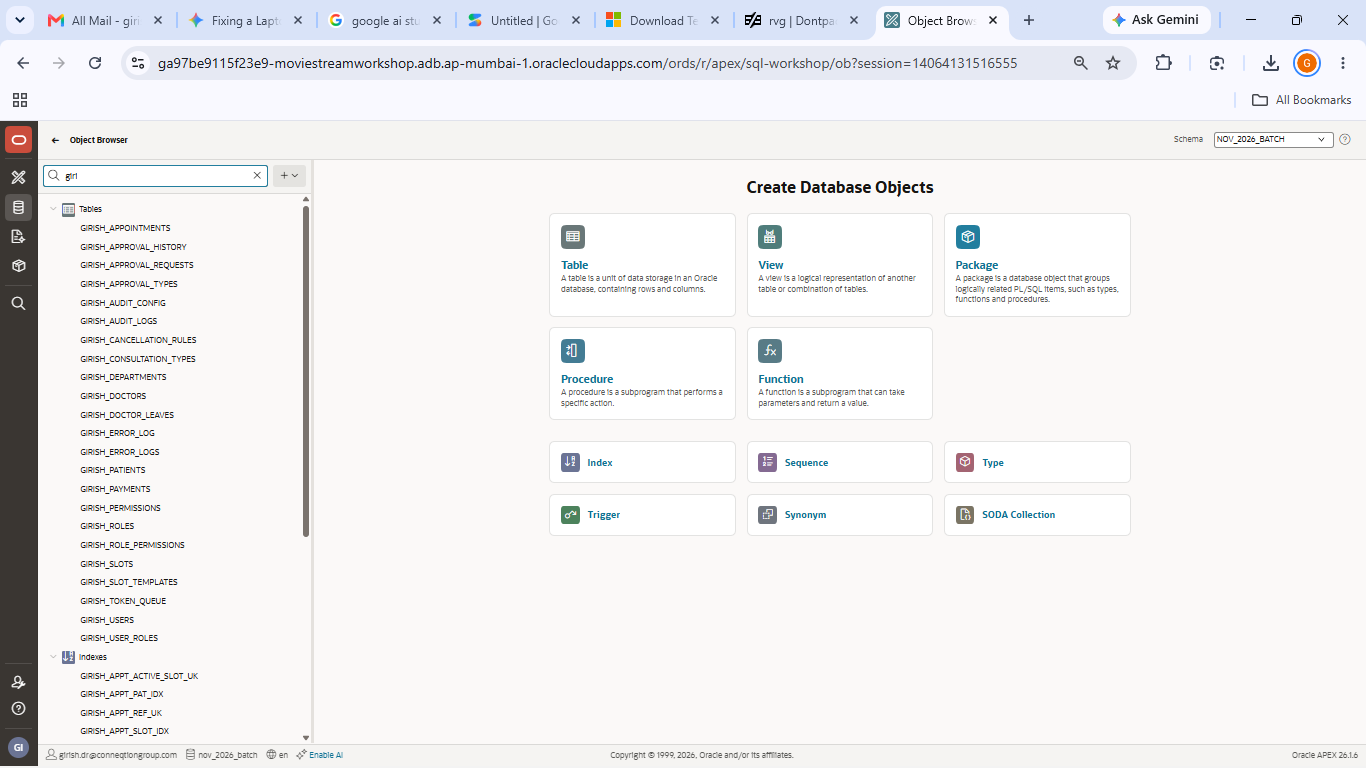 All Mail - giri
Fixing a Lapt
google ai stu
Untitled | Go
Download Te
rvg | Dontpa
Object Brow
Ask Gemini
ga97be9115f23e9-moviestreamworkshop.adb.ap-mumbai-1.oraclecloudapps.com/ords/r/apex/sql-workshop/ob?session=14064131516555
G
All Bookmarks
Object Browser
Schema
NOV_2026_BATCH
giri
Tables
GIRISH_APPOINTMENTS
GIRISH_APPROVAL_HISTORY
GIRISH_APPROVAL_REQUESTS
GIRISH_APPROVAL_TYPES
GIRISH_AUDIT_CONFIG
GIRISH_AUDIT_LOGS
GIRISH_CANCELLATION_RULES
GIRISH_CONSULTATION_TYPES
GIRISH_DEPARTMENTS
GIRISH_DOCTORS
GIRISH_DOCTOR_LEAVES
GIRISH_ERROR_LOG
GIRISH_ERROR_LOGS
GIRISH_PATIENTS
GIRISH_PAYMENTS
GIRISH_PERMISSIONS
GIRISH_ROLES
GIRISH_ROLE_PERMISSIONS
GIRISH_SLOTS
GIRISH_SLOT_TEMPLATES
GIRISH_TOKEN_QUEUE
GIRISH_USERS
GIRISH_USER_ROLES
Indexes
GIRISH_APPT_ACTIVE_SLOT_UK
GIRISH_APPT_PAT_IDX
GIRISH_APPT_REF_UK
GIRISH_APPT_SLOT_IDX
Create Database Objects
Table
A table is a unit of data storage in an Oracle
database, containing rows and columns.
View
A view is a logical representation of another
table or combination of tables.
Package
A package is a database object that groups
logically related PL/SQL items, such as types,
functions and procedures.
Procedure
A procedure is a subprogram that performs a
specific action.
Function
A function is a subprogram that can take
parameters and return a value.
Index
Sequence
Type
Trigger
Synonym
SODA Collection
GI
girish.dr@conneqtiongroup.com
nov_2026_batch
en
Enable AI
Copyright © 1999, 2026, Oracle and/or its affiliates.
Oracle APEX 26.1.6